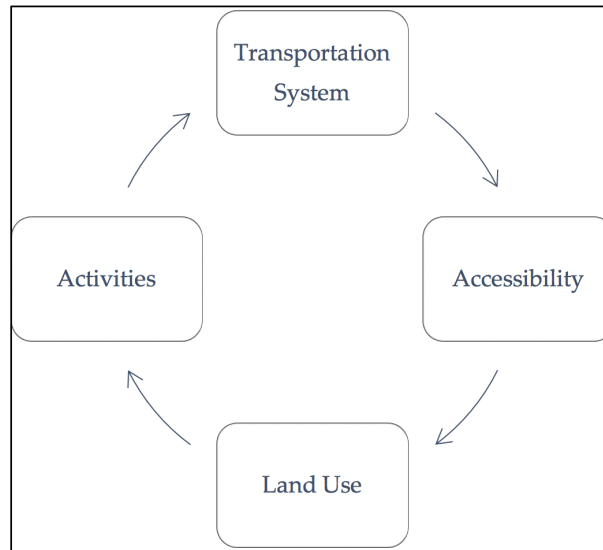 Transportation
System
Activities
Accessibility
Land Use